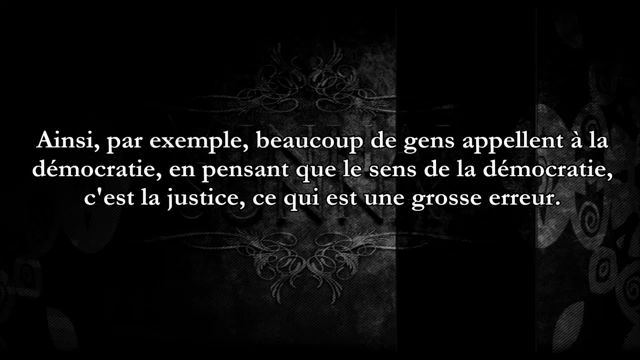 Ainsi, par exemple, beaucoup de gens appellent à la
démocratie, en pensant que le sens de la démocratie,
c'est la justice, ce qui est une grosse erreur.